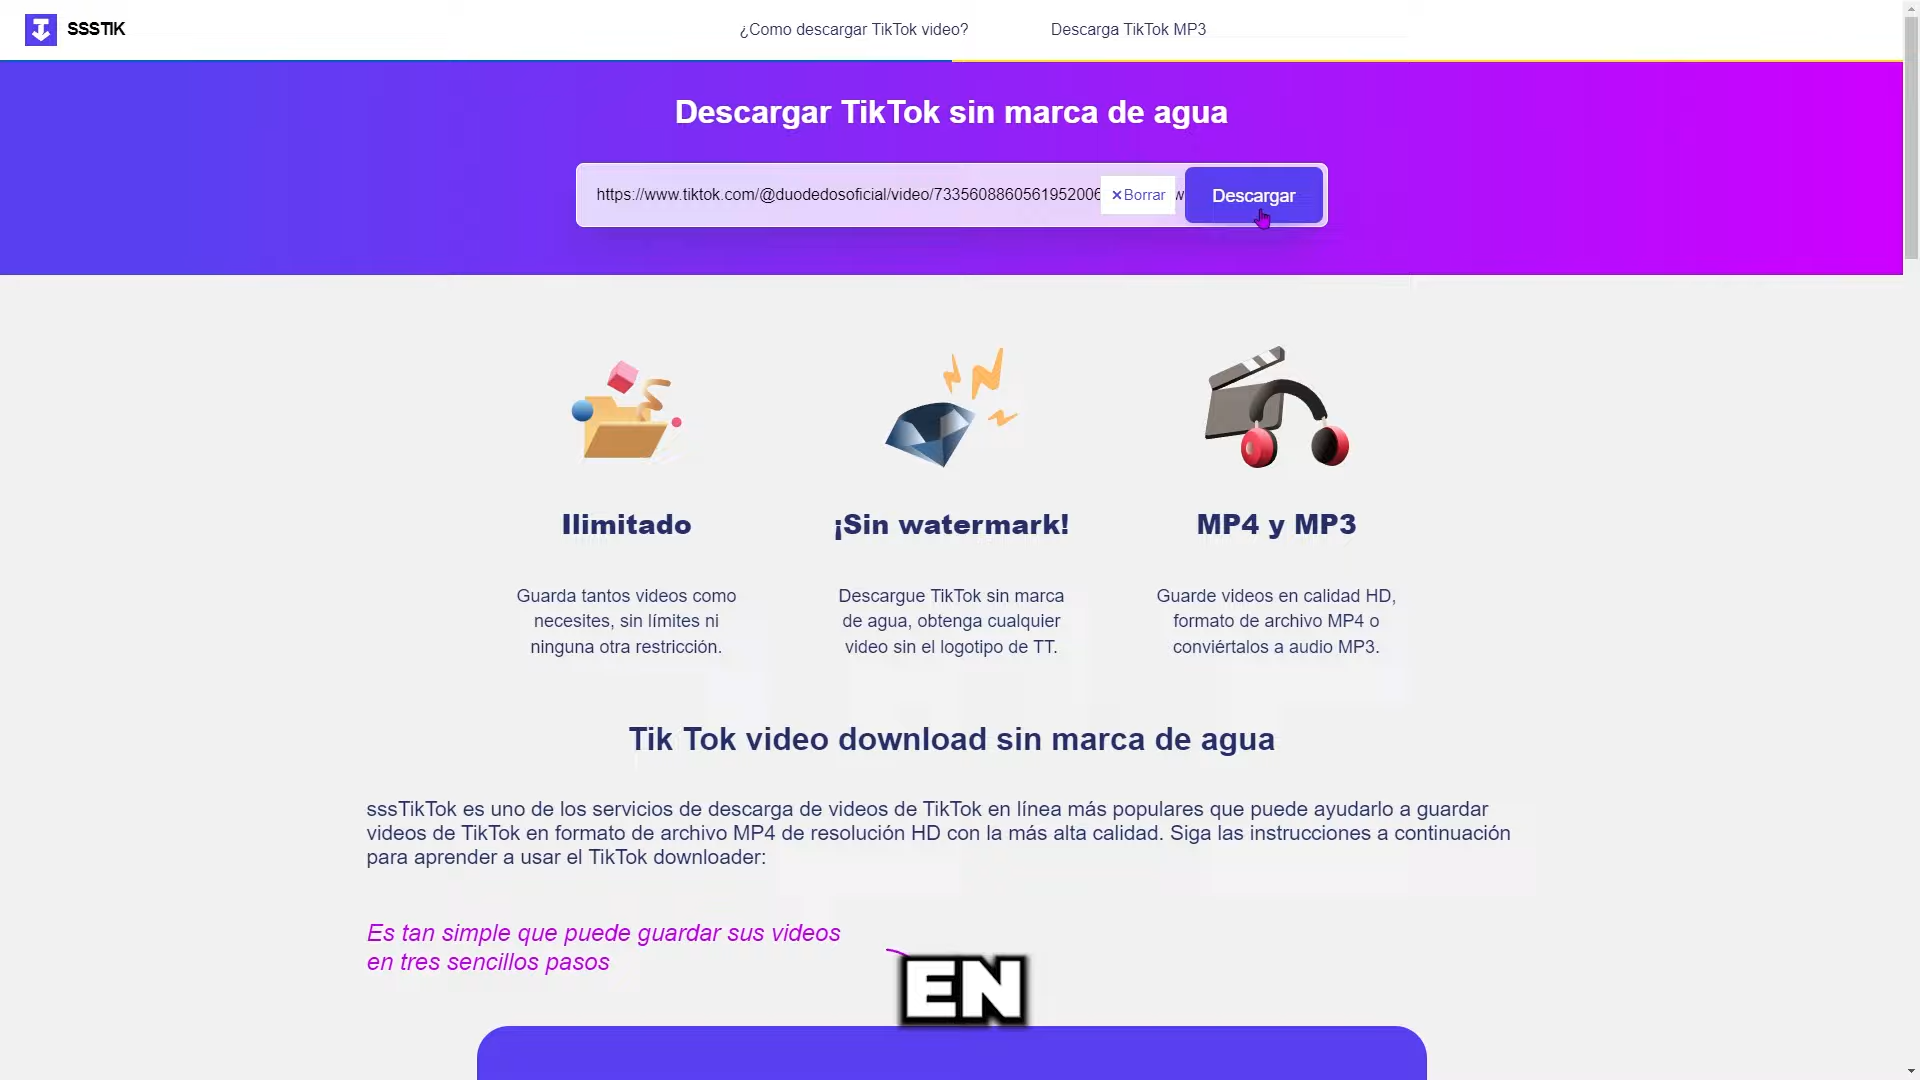 SSSTIK
¿Como descargar TikTok video?
Descarga TikTok MP3
Descargar TikTok sin marca de agua
https://www.tiktok.com/@duodedosoficial/video/7335608860561952006
×Borrar
w
Descargar
Ilimitado
¡Sin watermark!
MP4 y MP3
Guarda tantos videos como
necesites, sin límites ni
ninguna otra restricción.
Descargue TikTok sin marca
de agua, obtenga cualquier
video sin el logotipo de TT.
Guarde videos en calidad HD,
formato de archivo MP4 o
conviértalos a audio MP3.
Tik Tok video download sin marca de agua
sssTikTok es uno de los servicios de descarga de videos de TikTok en línea más populares que puede ayudarlo a guardar
videos de TikTok en formato de archivo MP4 de resolución HD con la más alta calidad. Siga las instrucciones a continuación
para aprender a usar el TikTok downloader:
Es tan simple que puede guardar sus videos
en tres sencillos pasos
EN